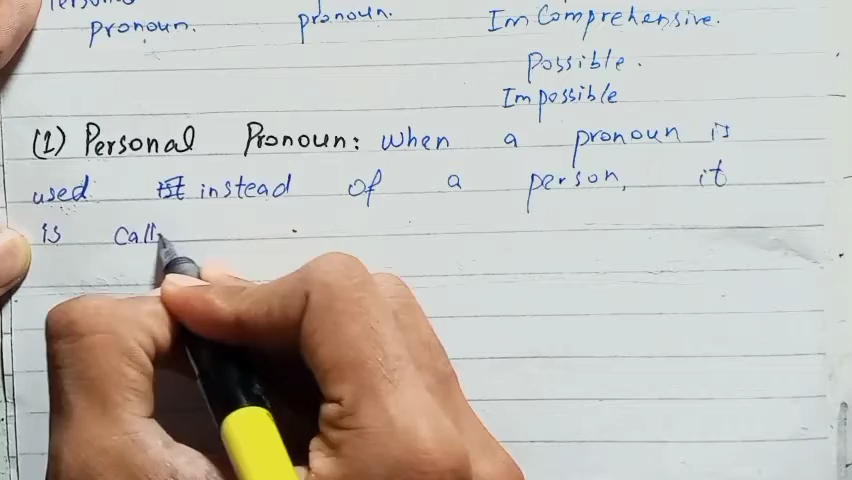 pronoun. pronoun. Im Comprehensive.
Possible.
Impossible
(1) Personal Pronoun: when a pronoun is
used instead of a person, it
is call